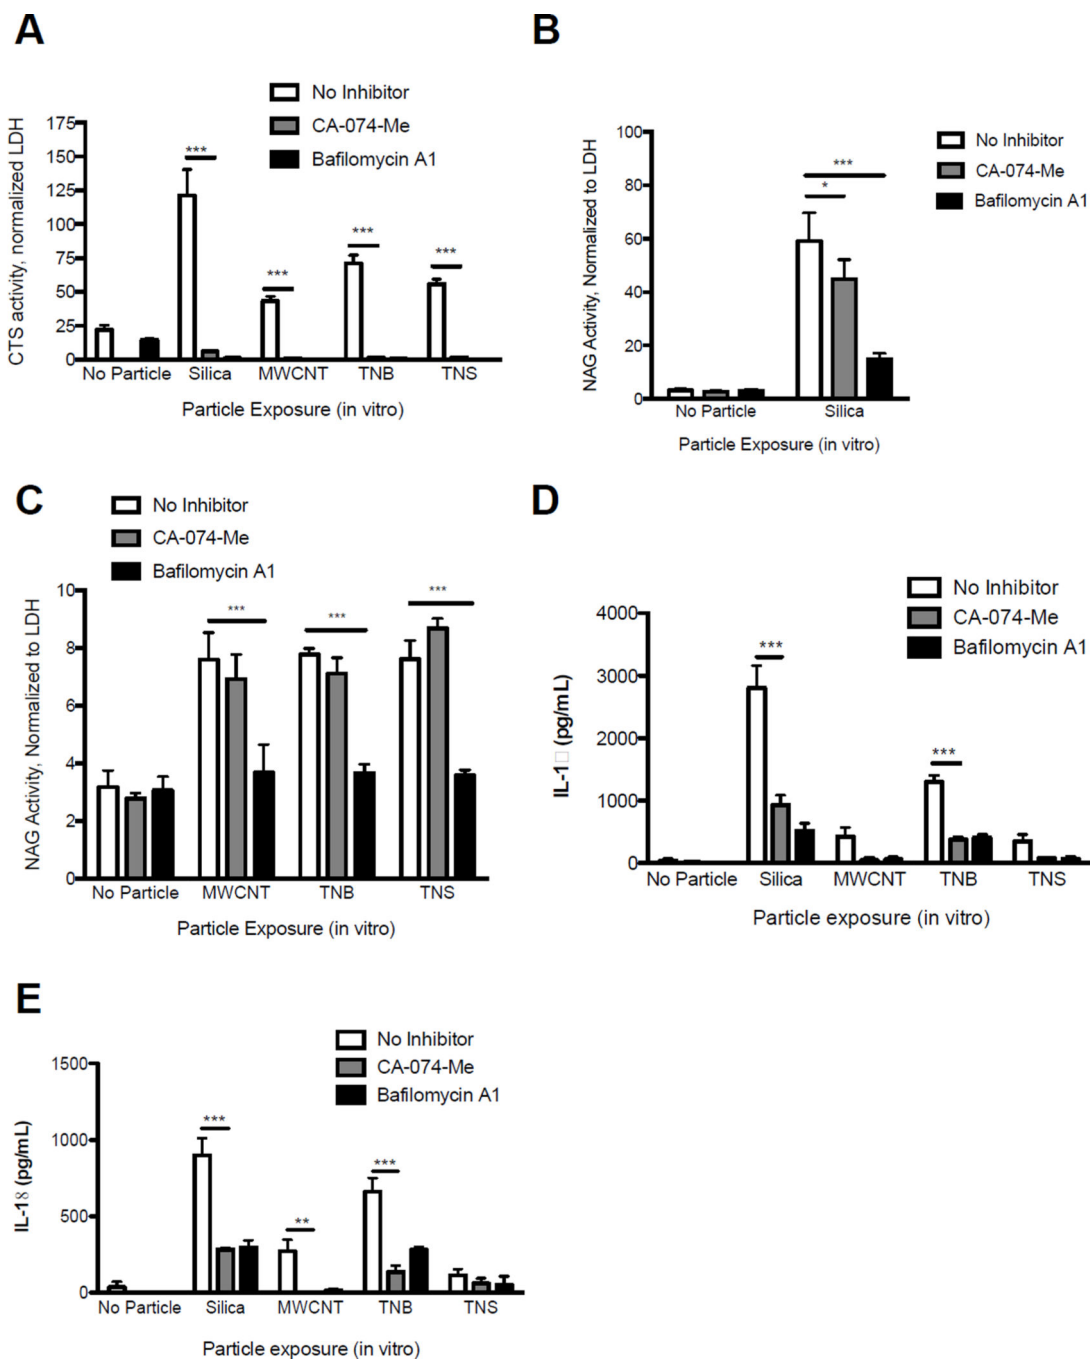 A
No Inhibitor
CA-074-Me
Bafilomycin A1
CTS activity, normalized LDH
175
150
125
100
75
50
25
0
***
***
***
***
No Particle Silica MWCNT TNB TNS
Particle Exposure (in vitro)
B
No Inhibitor
CA-074-Me
Bafilomycin A1
NAG Activity, Normalized to LDH
100
80
60
40
20
0
***
*
No Particle Silica
Particle Exposure (in vitro)
C
No Inhibitor
CA-074-Me
Bafilomycin A1
NAG Activity, Normalized to LDH
10
8
6
4
2
0
***
***
***
No Particle MWCNT TNB TNS
Particle Exposure (in vitro)
D
No Inhibitor
CA-074-Me
Bafilomycin A1
IL-1□ (pg/mL)
4000
3000
2000
1000
0
***
***
No Particle Silica MWCNT TNB TNS
Particle exposure (in vitro)
E
No Inhibitor
CA-074-Me
Bafilomycin A1
IL-18 (pg/mL)
1500
1000
500
0
***
**
***
No Particle Silica MWCNT TNB TNS
Particle exposure (in vitro)